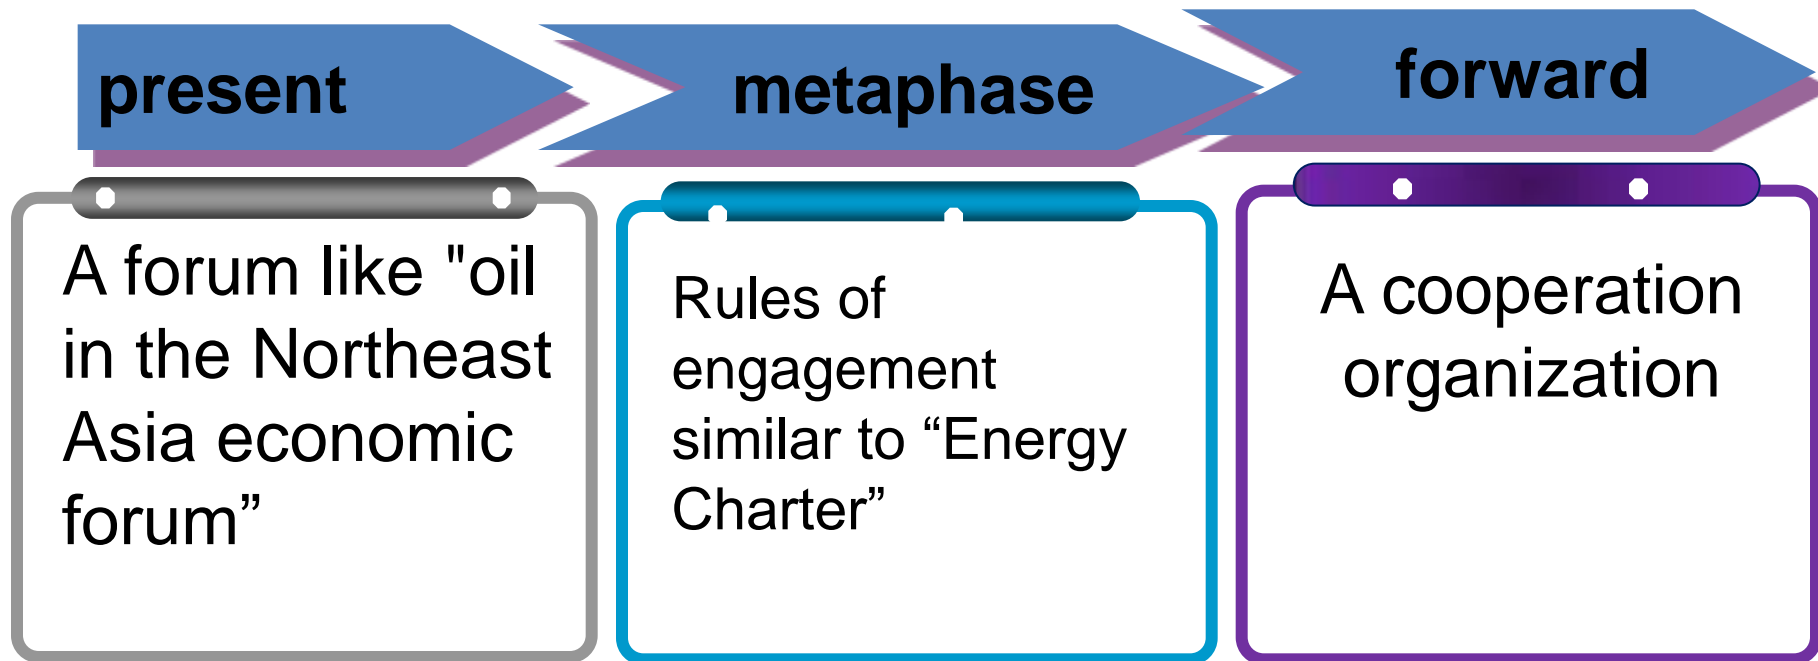 present
metaphase
forward
A forum like "oil
in the Northeast
Asia economic
forum”
Rules of
engagement
similar to “Energy
Charter”
A cooperation
organization